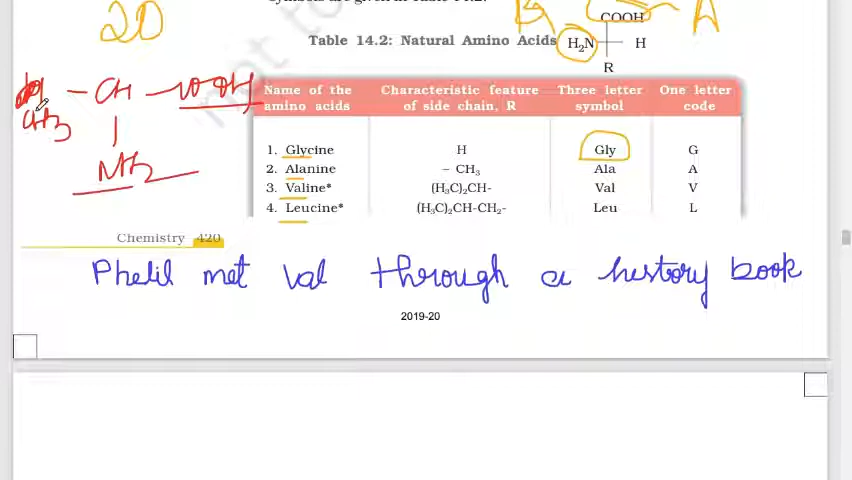 20
A
COOH
Table 14.2: Natural Amino Acids
H₂N H
R
- CH - COOH
CH3
NH2
Name of the amino acids Characteristic feature of side chain, R Three letter symbol One letter code
1. Glycine H Gly G
2. Alanine – CH₃ Ala A
3. Valine* (H₃C)₂CH- Val V
4. Leucine* (H₃C)₂CH-CH₂- Leu L
Chemistry 420
Phelil met val through a history book
2019-20
not to